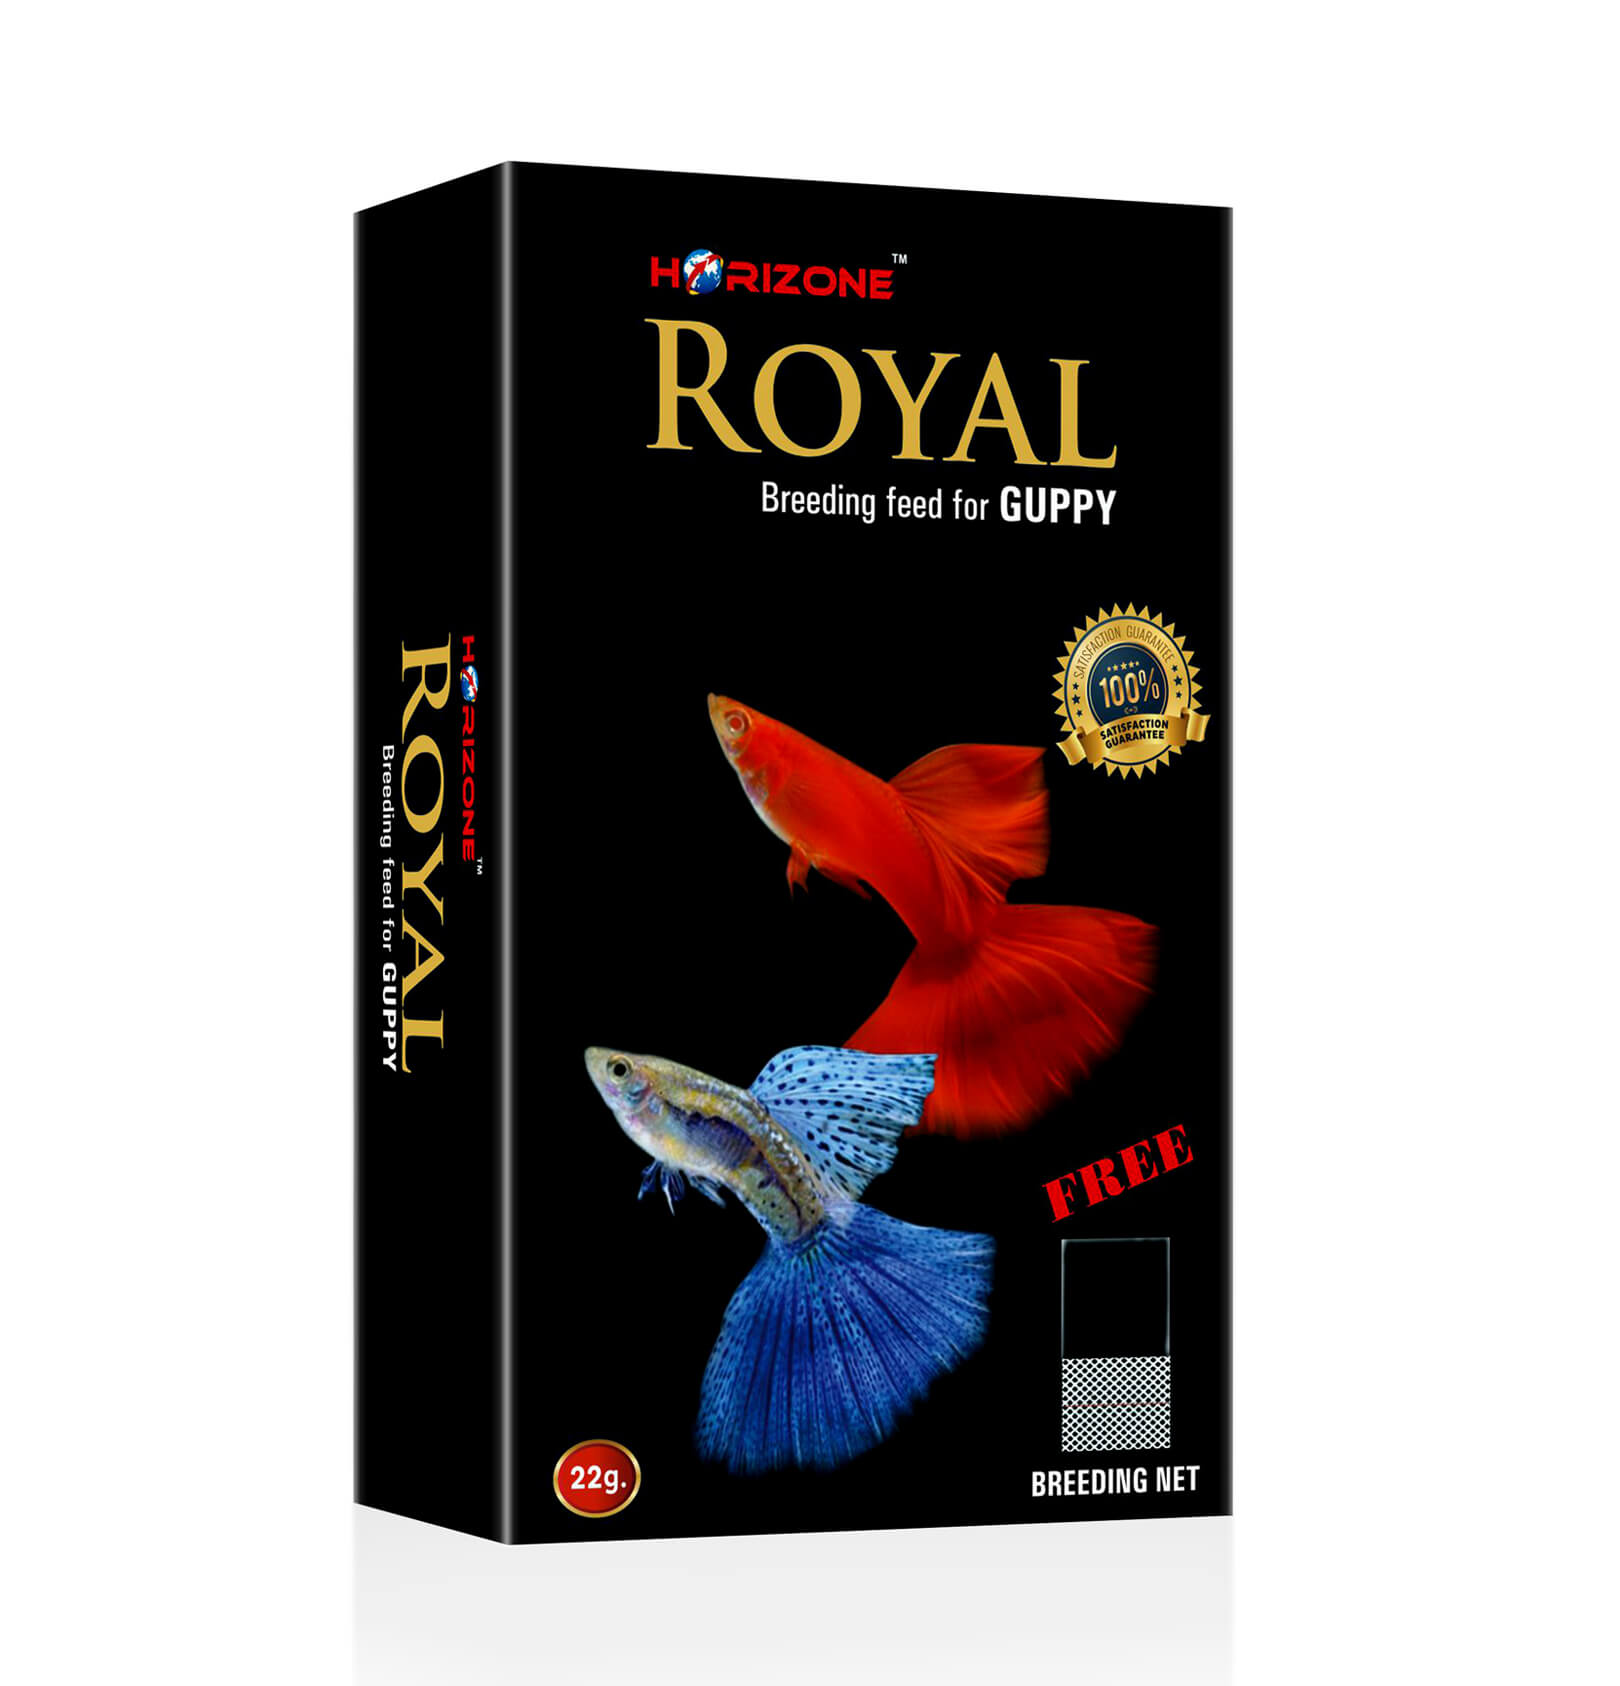 HORIZONE™
ROYAL
Breeding feed for GUPPY
SATISFACTION GUARANTEE
100%
SATISFACTION
GUARANTEE
FREE
BREEDING NET
22g.
HORIZONE™
ROYAL
Breeding feed for GUPPY